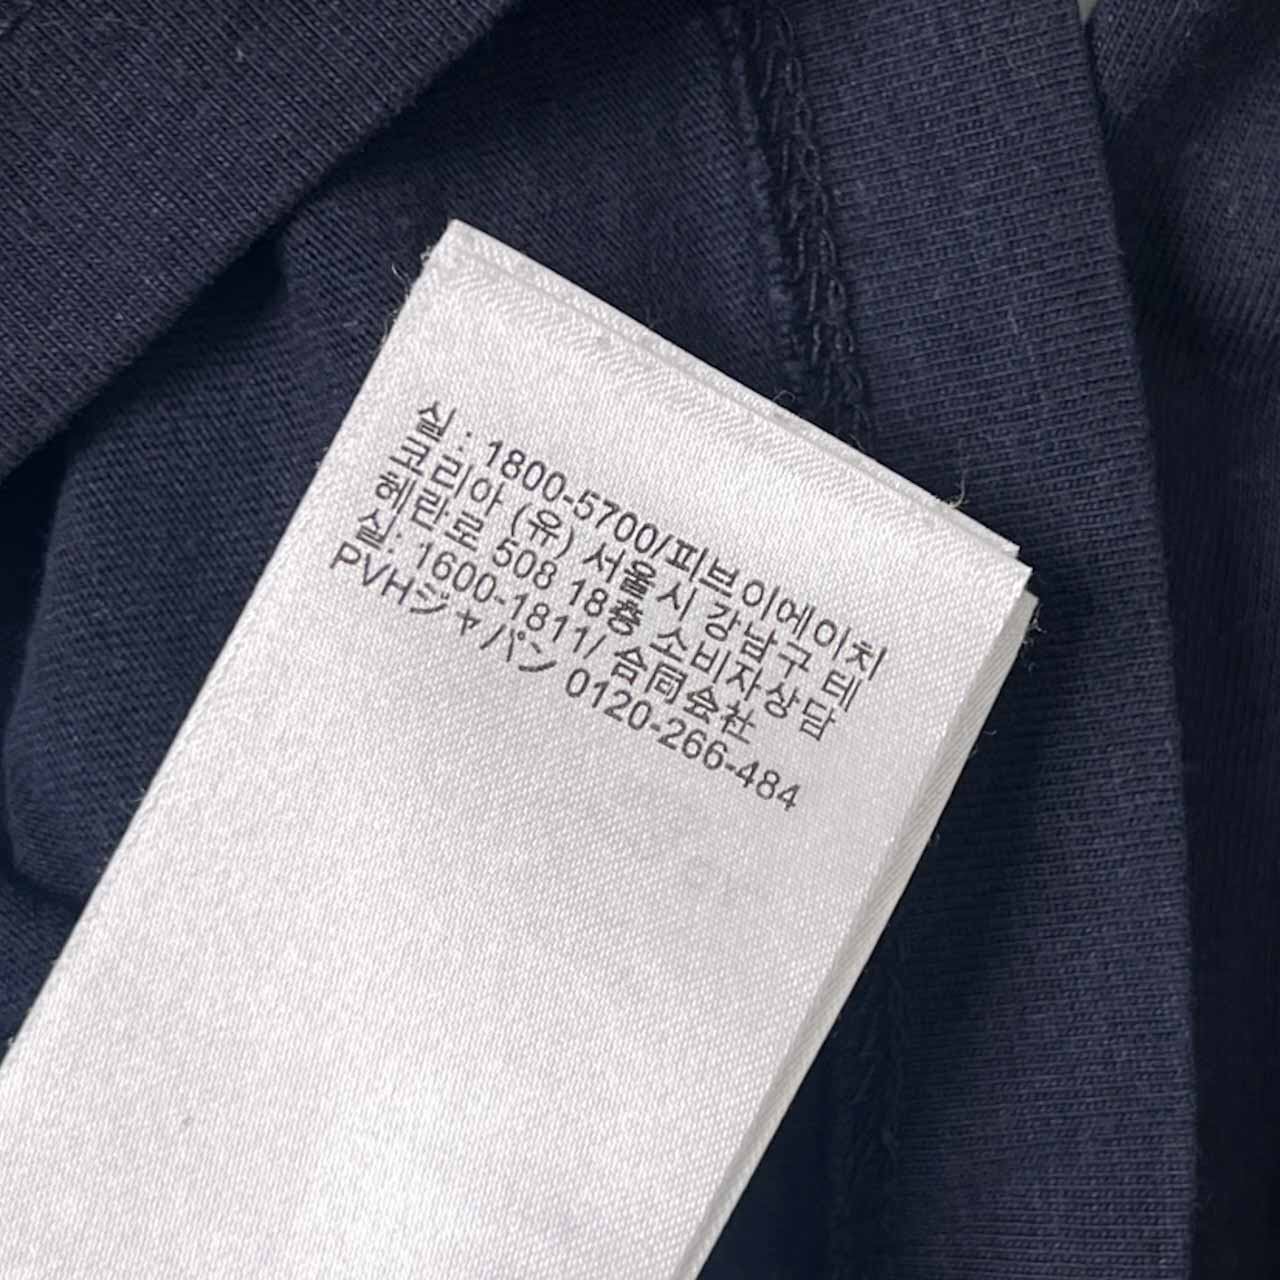 실 : 1800-5700/피브이에이치
코리아 (유) 서울시 강남구 테
헤란로 508 18층 소비자상담
실: 1600-1811/ 合同会社
PVHジャパン 0120-266-484